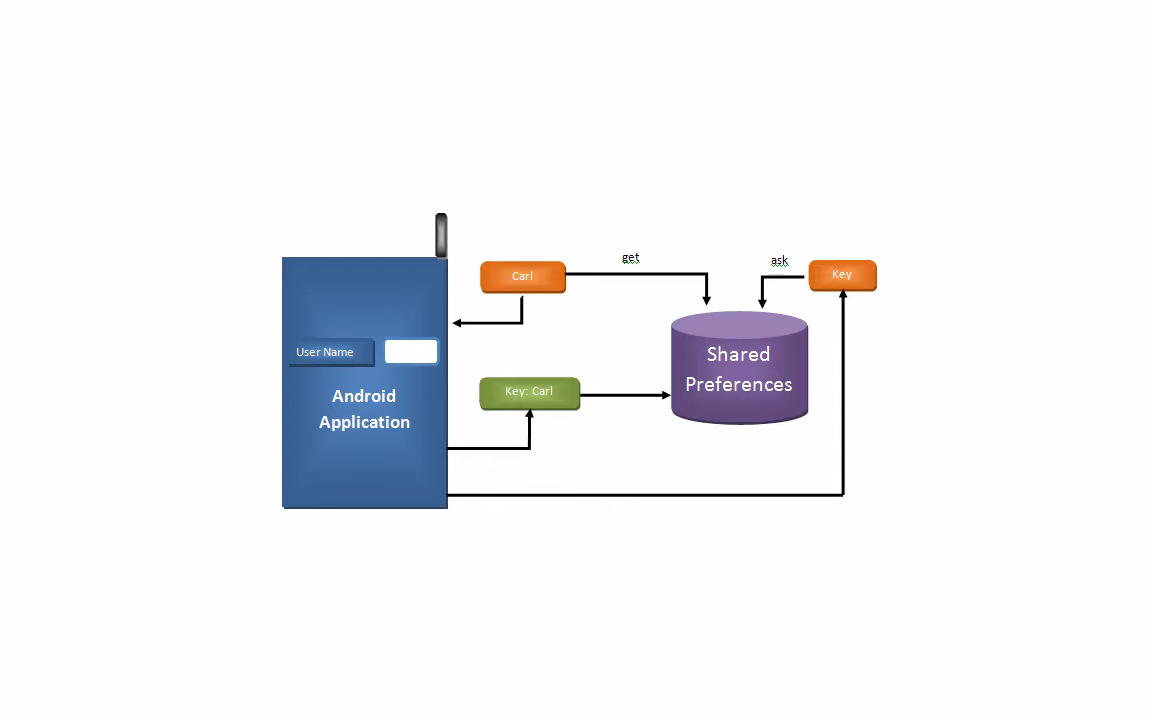 get
ask
Carl
Key
User Name
Shared
Preferences
Android
Application
Key: Carl